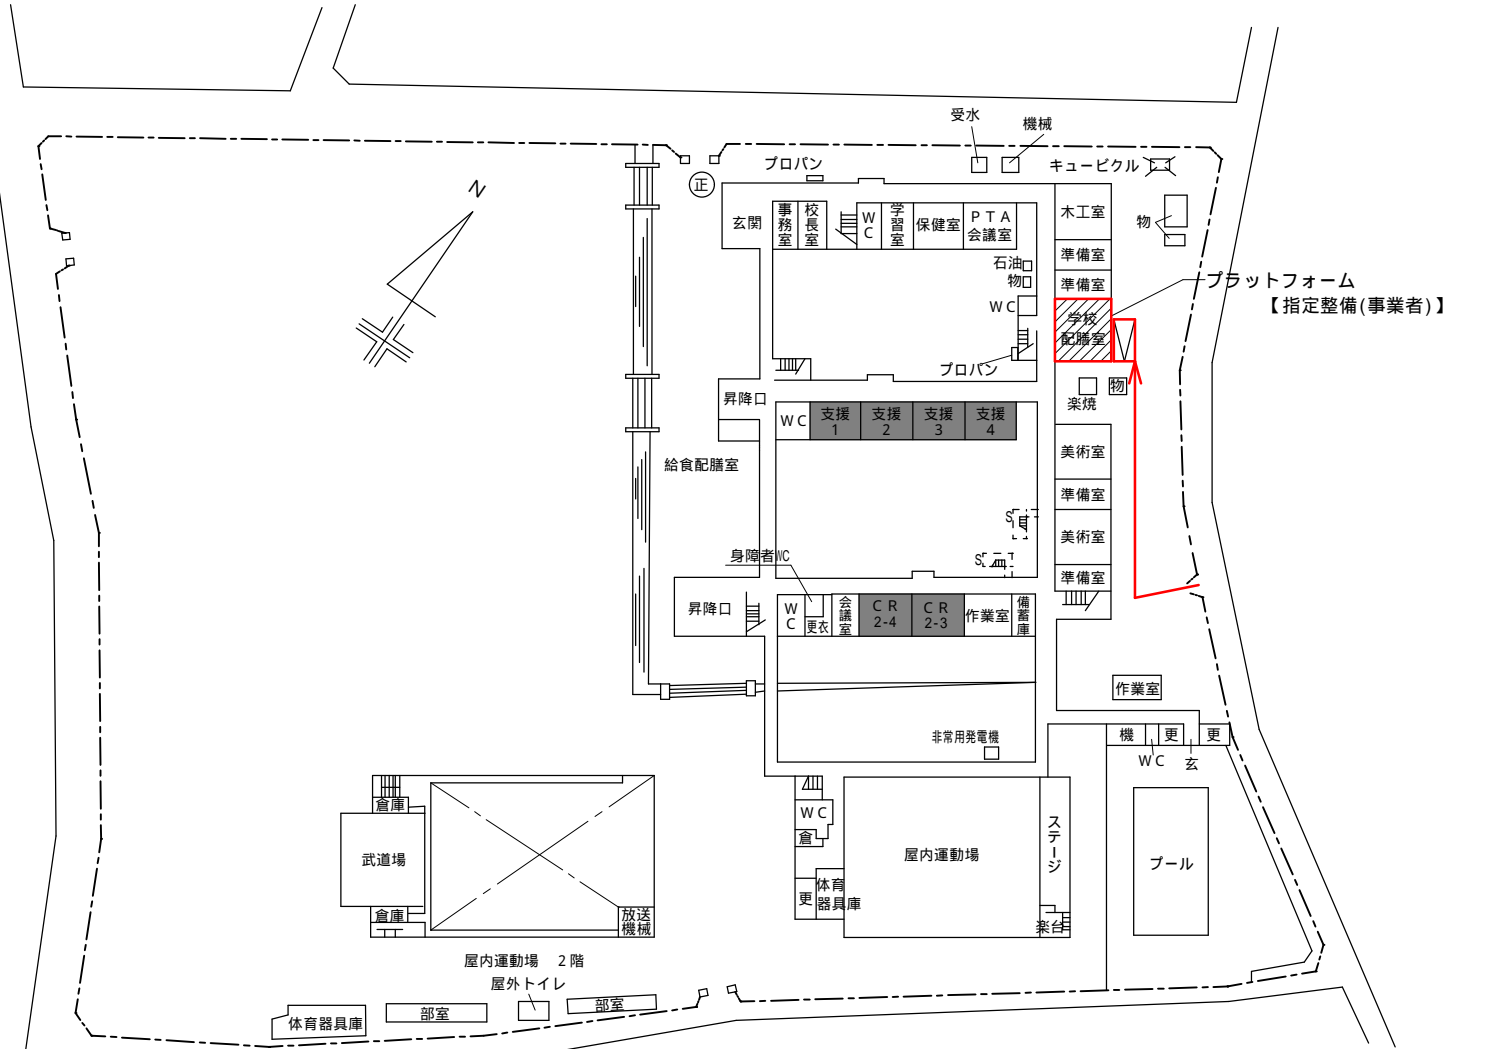 受水
機械
プロパン
キュービクル
N
正
玄関
事務室
校長室
WC
学習室
保健室
PTA
会議室
木工室
物
準備室
石油
物
準備室
プラットフォーム
【指定整備(事業者)】
WC
学校
配膳室
プロパン
昇降口
楽焼
物
WC
支援
1
支援
2
支援
3
支援
4
給食配膳室
美術室
準備室
S
美術室
身障者WC
S
準備室
昇降口
WC
更衣
会議室
CR
2-4
CR
2-3
作業室
備蓄庫
作業室
非常用発電機
機
更
更
WC
玄
倉庫
武道場
倉庫
放送
機械
WC
倉
更
体育
器具庫
屋内運動場
ステージ
楽台
プール
屋内運動場 2階
屋外トイレ
体育器具庫
部室
部室